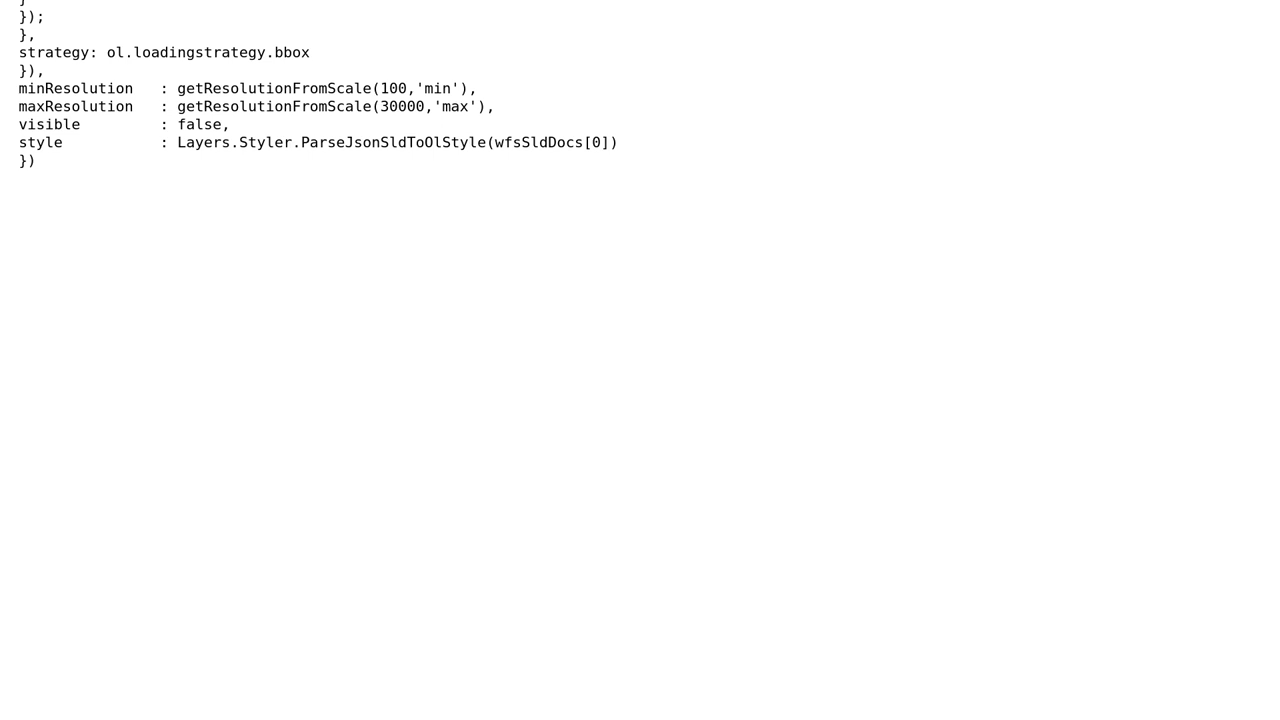 }
});
},
strategy: ol.loadingstrategy.bbox
}),
minResolution   : getResolutionFromScale(100,'min'),
maxResolution   : getResolutionFromScale(30000,'max'),
visible         : false,
style           : Layers.Styler.ParseJsonSldToOlStyle(wfsSldDocs[0])
})